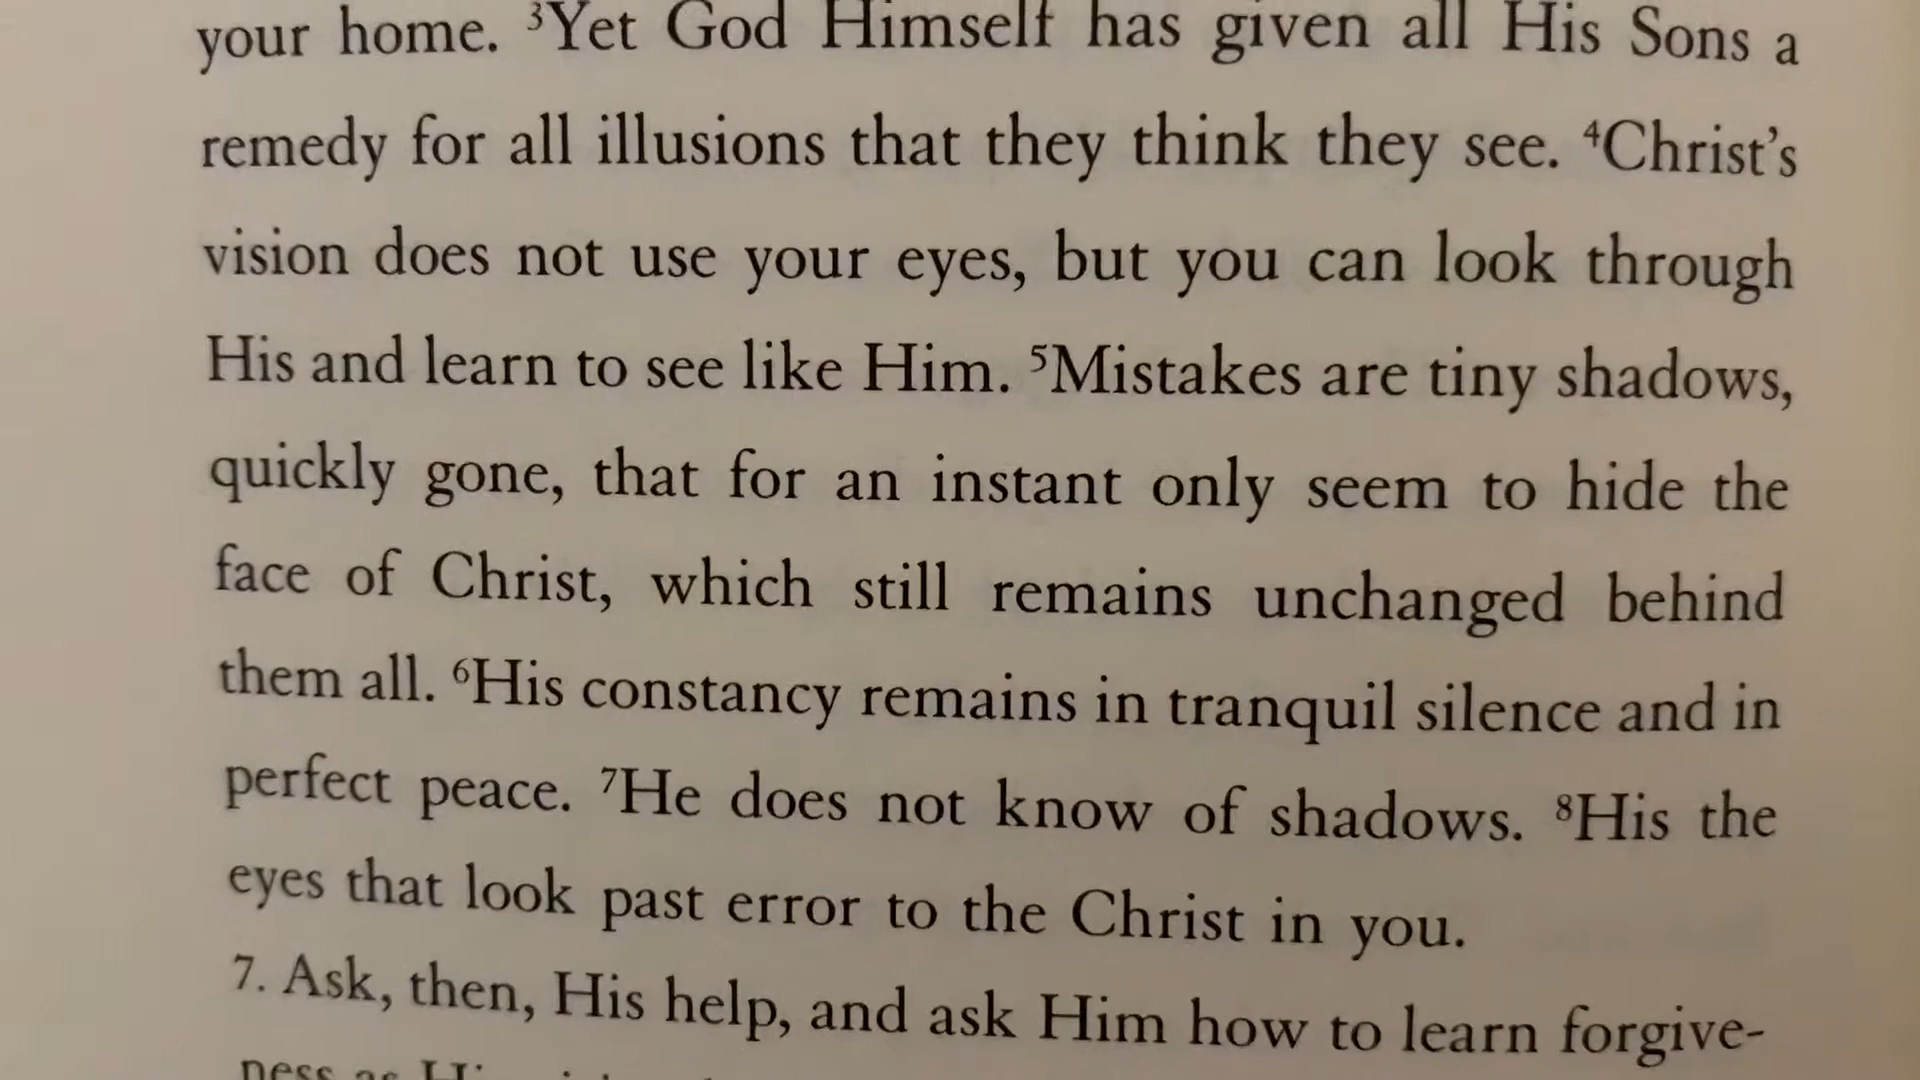 your home. ³Yet God Himself has given all His Sons a
remedy for all illusions that they think they see. ⁴Christ's
vision does not use your eyes, but you can look through
His and learn to see like Him. ⁵Mistakes are tiny shadows,
quickly gone, that for an instant only seem to hide the
face of Christ, which still remains unchanged behind
them all. ⁶His constancy remains in tranquil silence and in
perfect peace. ⁷He does not know of shadows. ⁸His the
eyes that look past error to the Christ in you.
7. Ask, then, His help, and ask Him how to learn forgive-
ness as